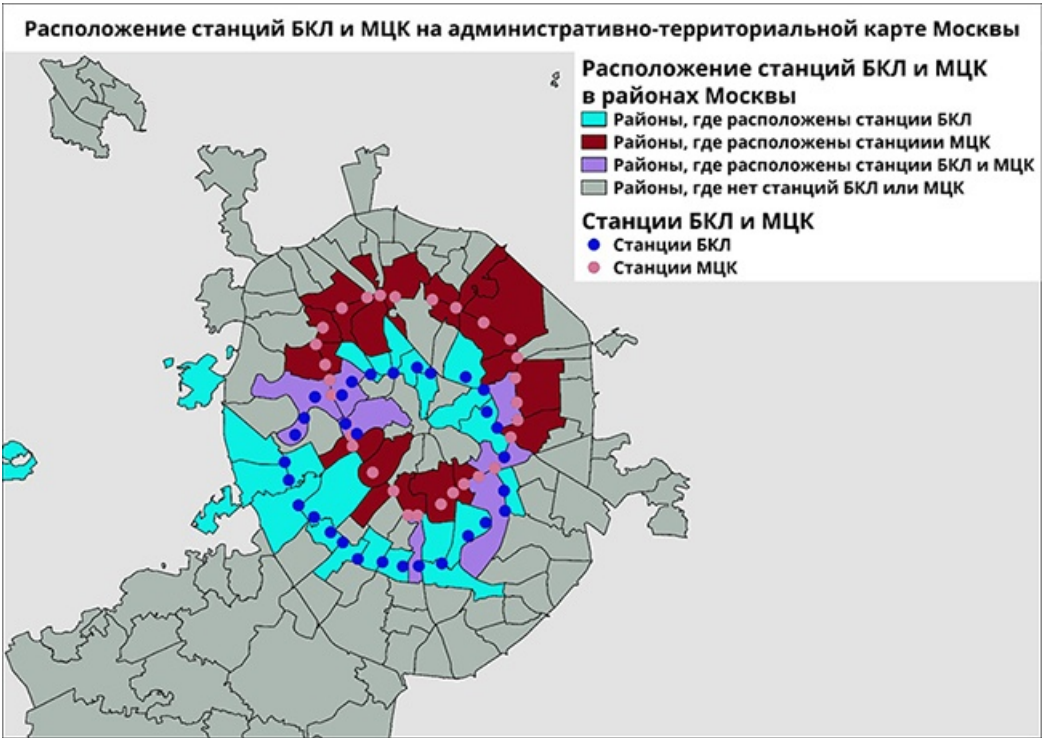 Расположение станций БКЛ и МЦК на административно-территориальной карте Москвы
Расположение станций БКЛ и МЦК
в районах Москвы
Районы, где расположены станции БКЛ
Районы, где расположены станциии МЦК
Районы, где расположены станции БКЛ и МЦК
Районы, где нет станций БКЛ или МЦК
Станции БКЛ и МЦК
Станции БКЛ
Станции МЦК